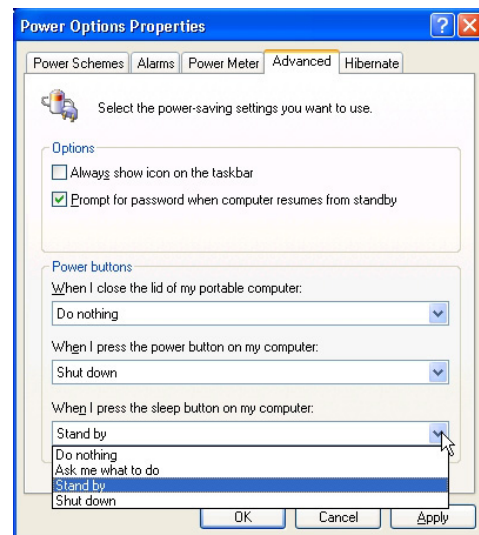 Power Options Properties
Power Schemes Alarms Power Meter Advanced Hibernate
Select the power-saving settings you want to use.
Options
Always show icon on the taskbar
Prompt for password when computer resumes from standby
Power buttons
When I close the lid of my portable computer:
Do nothing
When I press the power button on my computer:
Shut down
When I press the sleep button on my computer:
Stand by
Do nothing
Ask me what to do
Stand by
Shut down
OK Cancel Apply